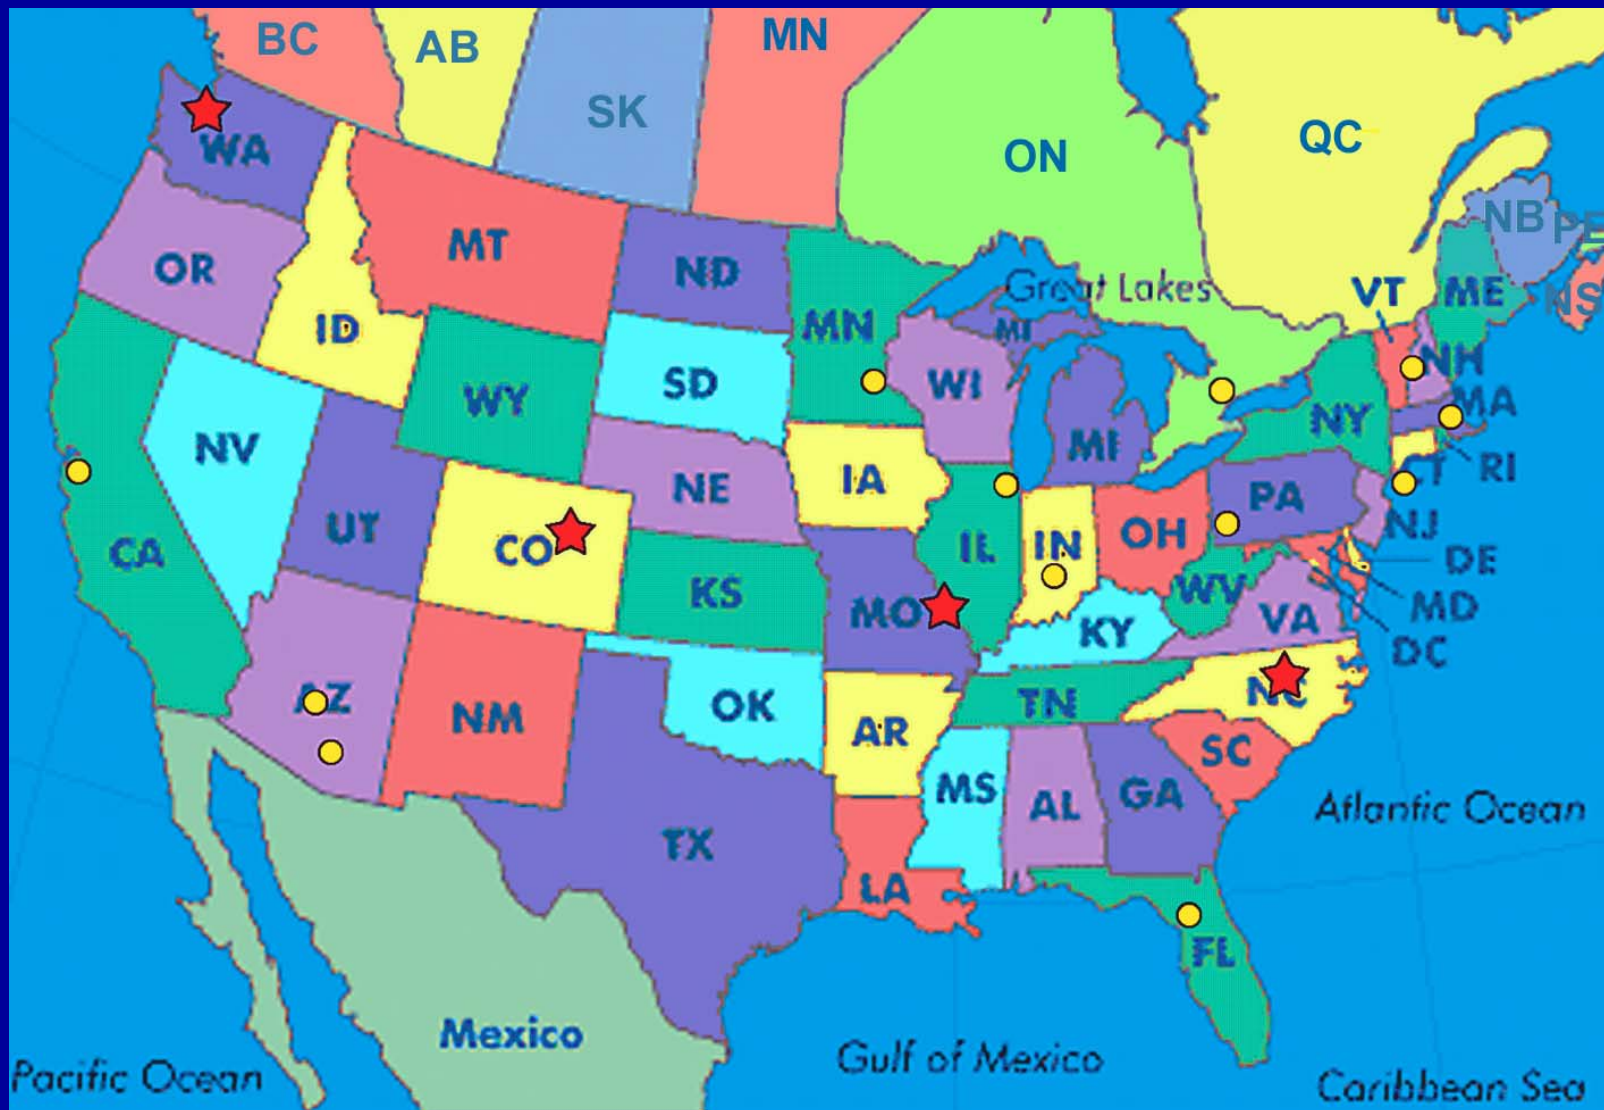 BC
AB
SK
MN
ON
QC
NB
PE
NS
WA
OR
MT
ID
ND
MN
Great Lakes
MI
VT
ME
NH
MA
WY
SD
WI
NY
RI
CT
NV
NE
IA
MI
PA
NJ
CA
UT
CO
KS
MO
IL
IN
OH
WV
VA
KY
DE
MD
DC
AZ
NM
OK
AR
TN
NC
SC
MS
AL
GA
TX
LA
FL
Atlantic Ocean
Mexico
Gulf of Mexico
Pacific Ocean
Caribbean Sea